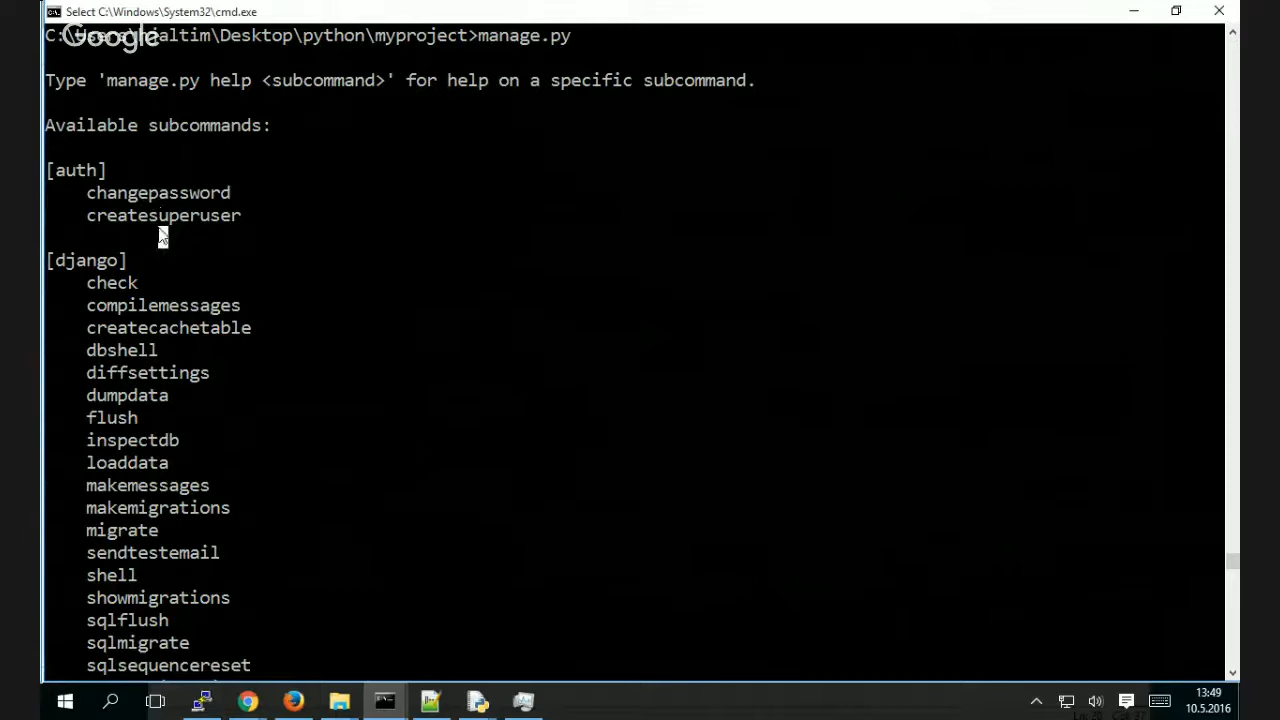 Select C:\Windows\System32\cmd.exe
Google
\Desktop\python\myproject>manage.py
Type 'manage.py help <subcommand>' for help on a specific subcommand.
Available subcommands:
[auth]
changepassword
createsuperuser
[django]
check
compilemessages
createcachetable
dbshell
diffsettings
dumpdata
flush
inspectdb
loaddata
makemessages
makemigrations
migrate
sendtestemail
shell
showmigrations
sqlflush
sqlmigrate
sqlsequencereset
13:49
10.5.2016